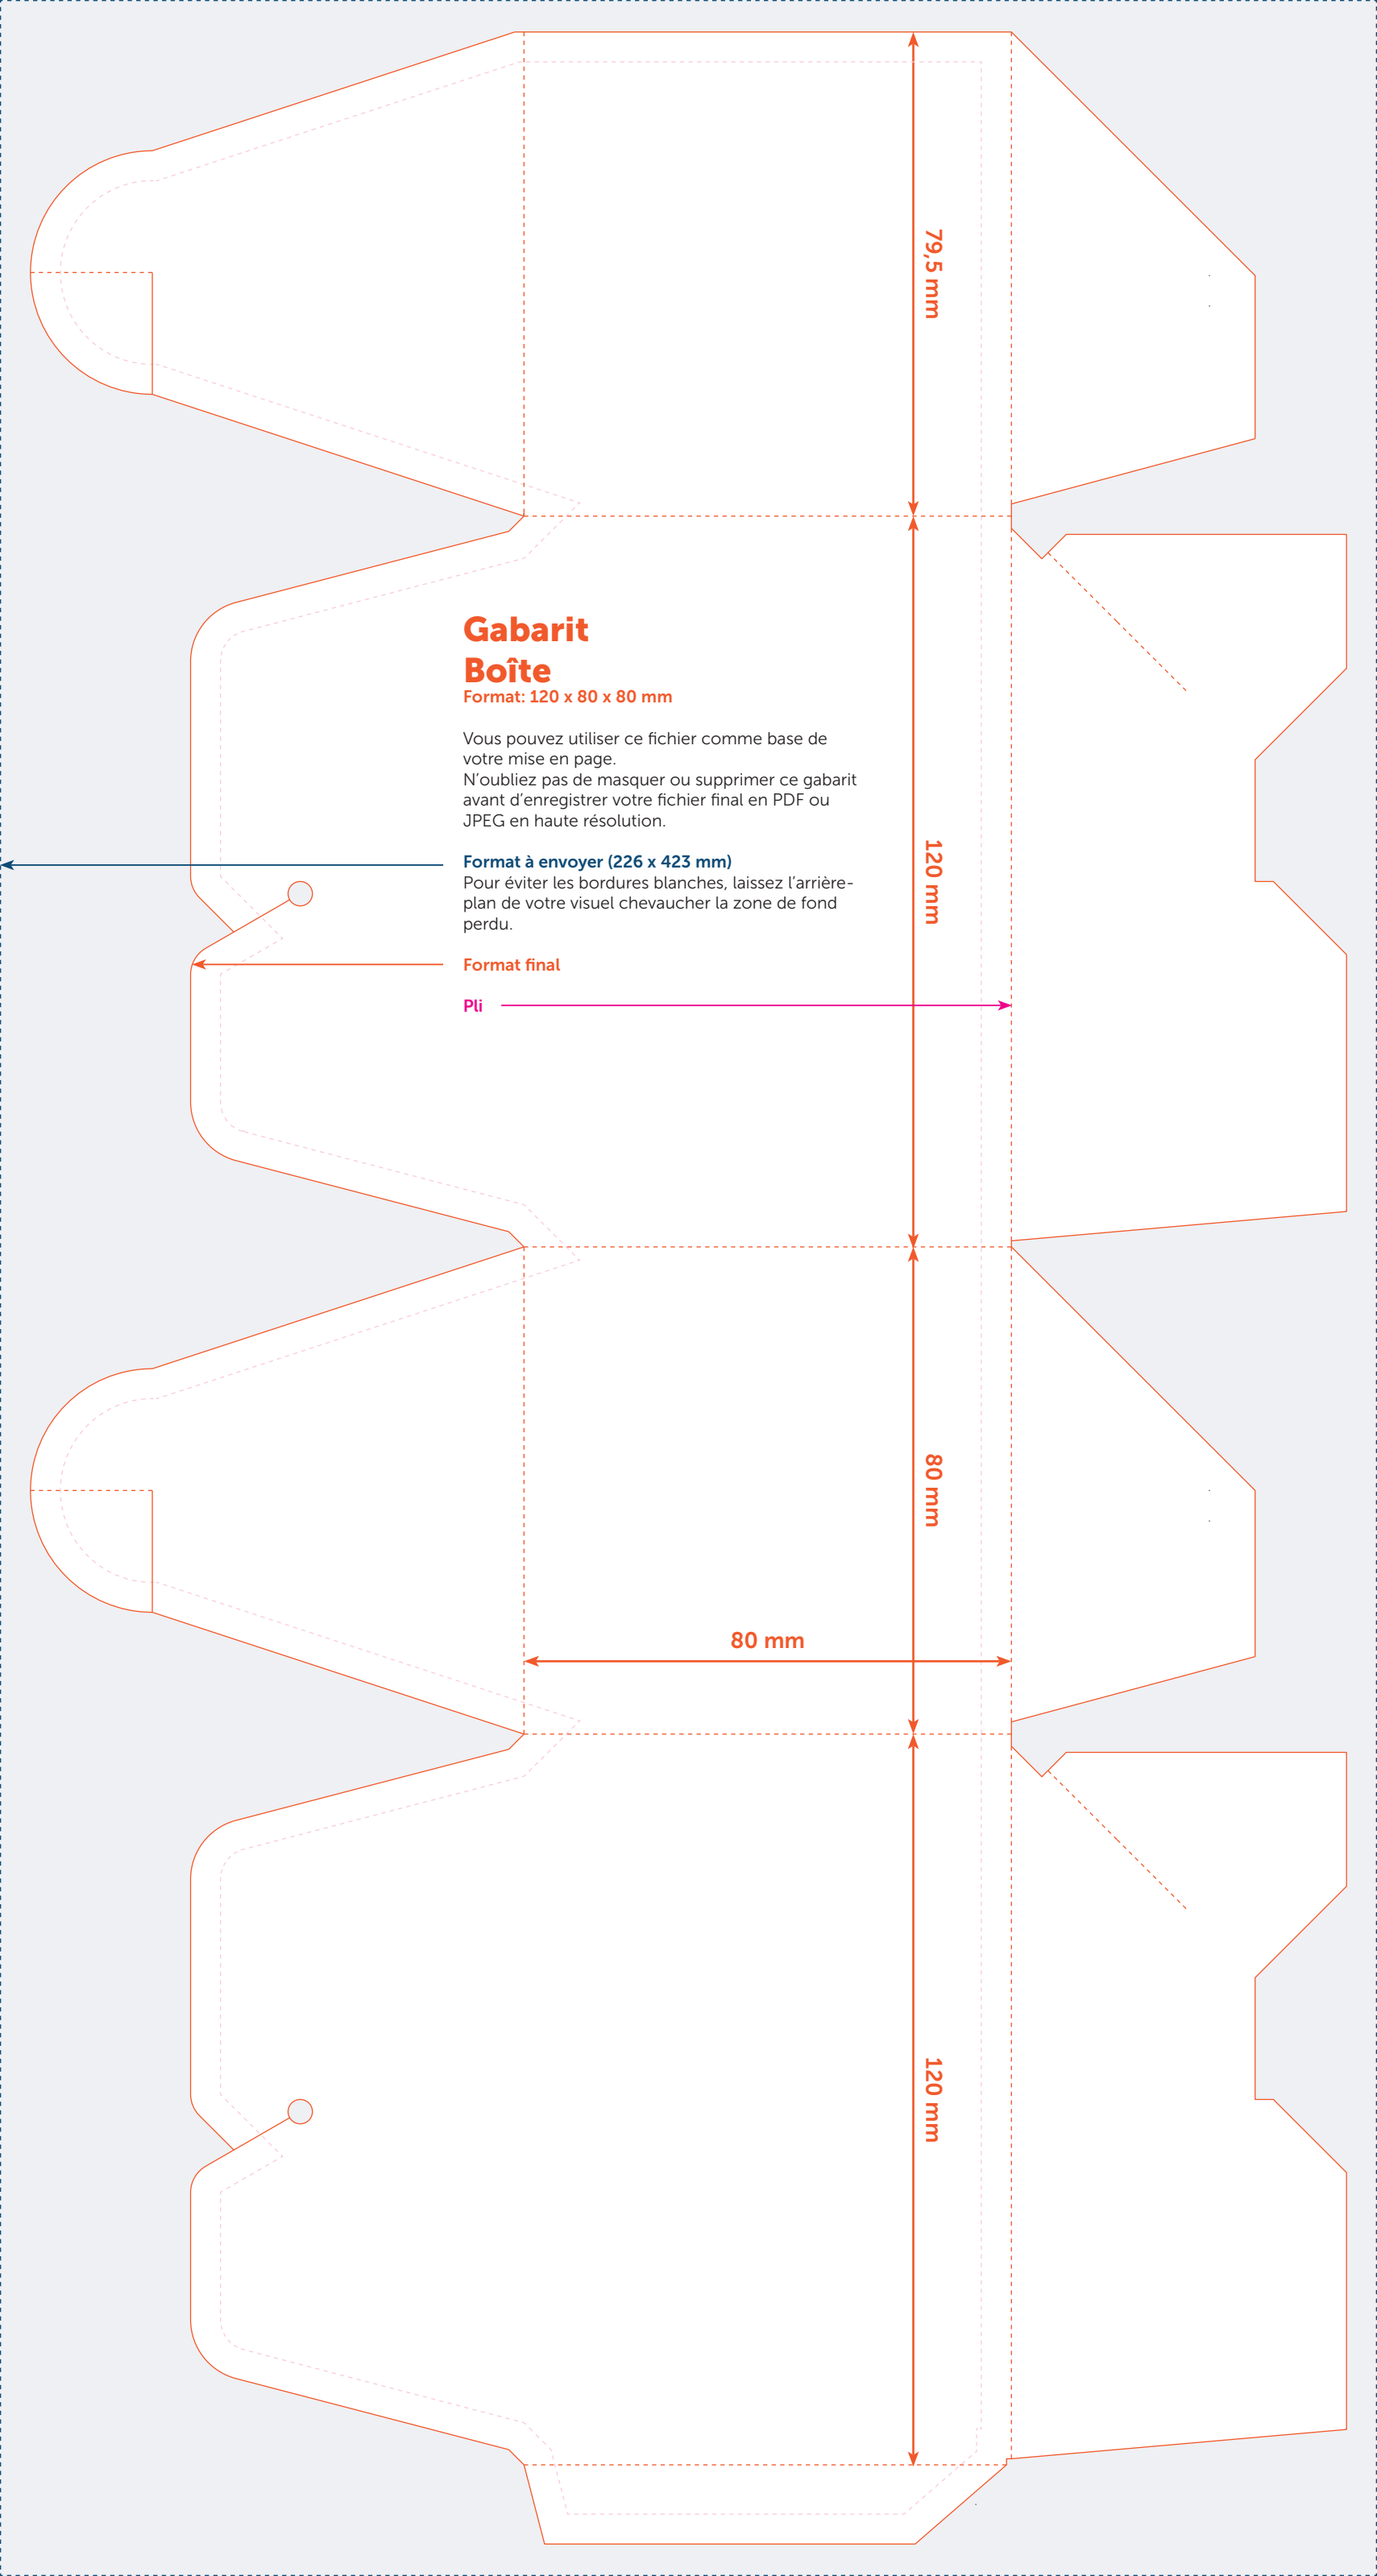 79,5 mm
Gabarit
Boîte
Format: 120 x 80 x 80 mm
Vous pouvez utiliser ce fichier comme base de
votre mise en page.
N'oubliez pas de masquer ou supprimer ce gabarit
avant d'enregistrer votre fichier final en PDF ou
JPEG en haute résolution.
Format à envoyer (226 x 423 mm)
Pour éviter les bordures blanches, laissez l'arrière-
plan de votre visuel chevaucher la zone de fond
perdu.
Format final
Pli
120 mm
80 mm
80 mm
120 mm